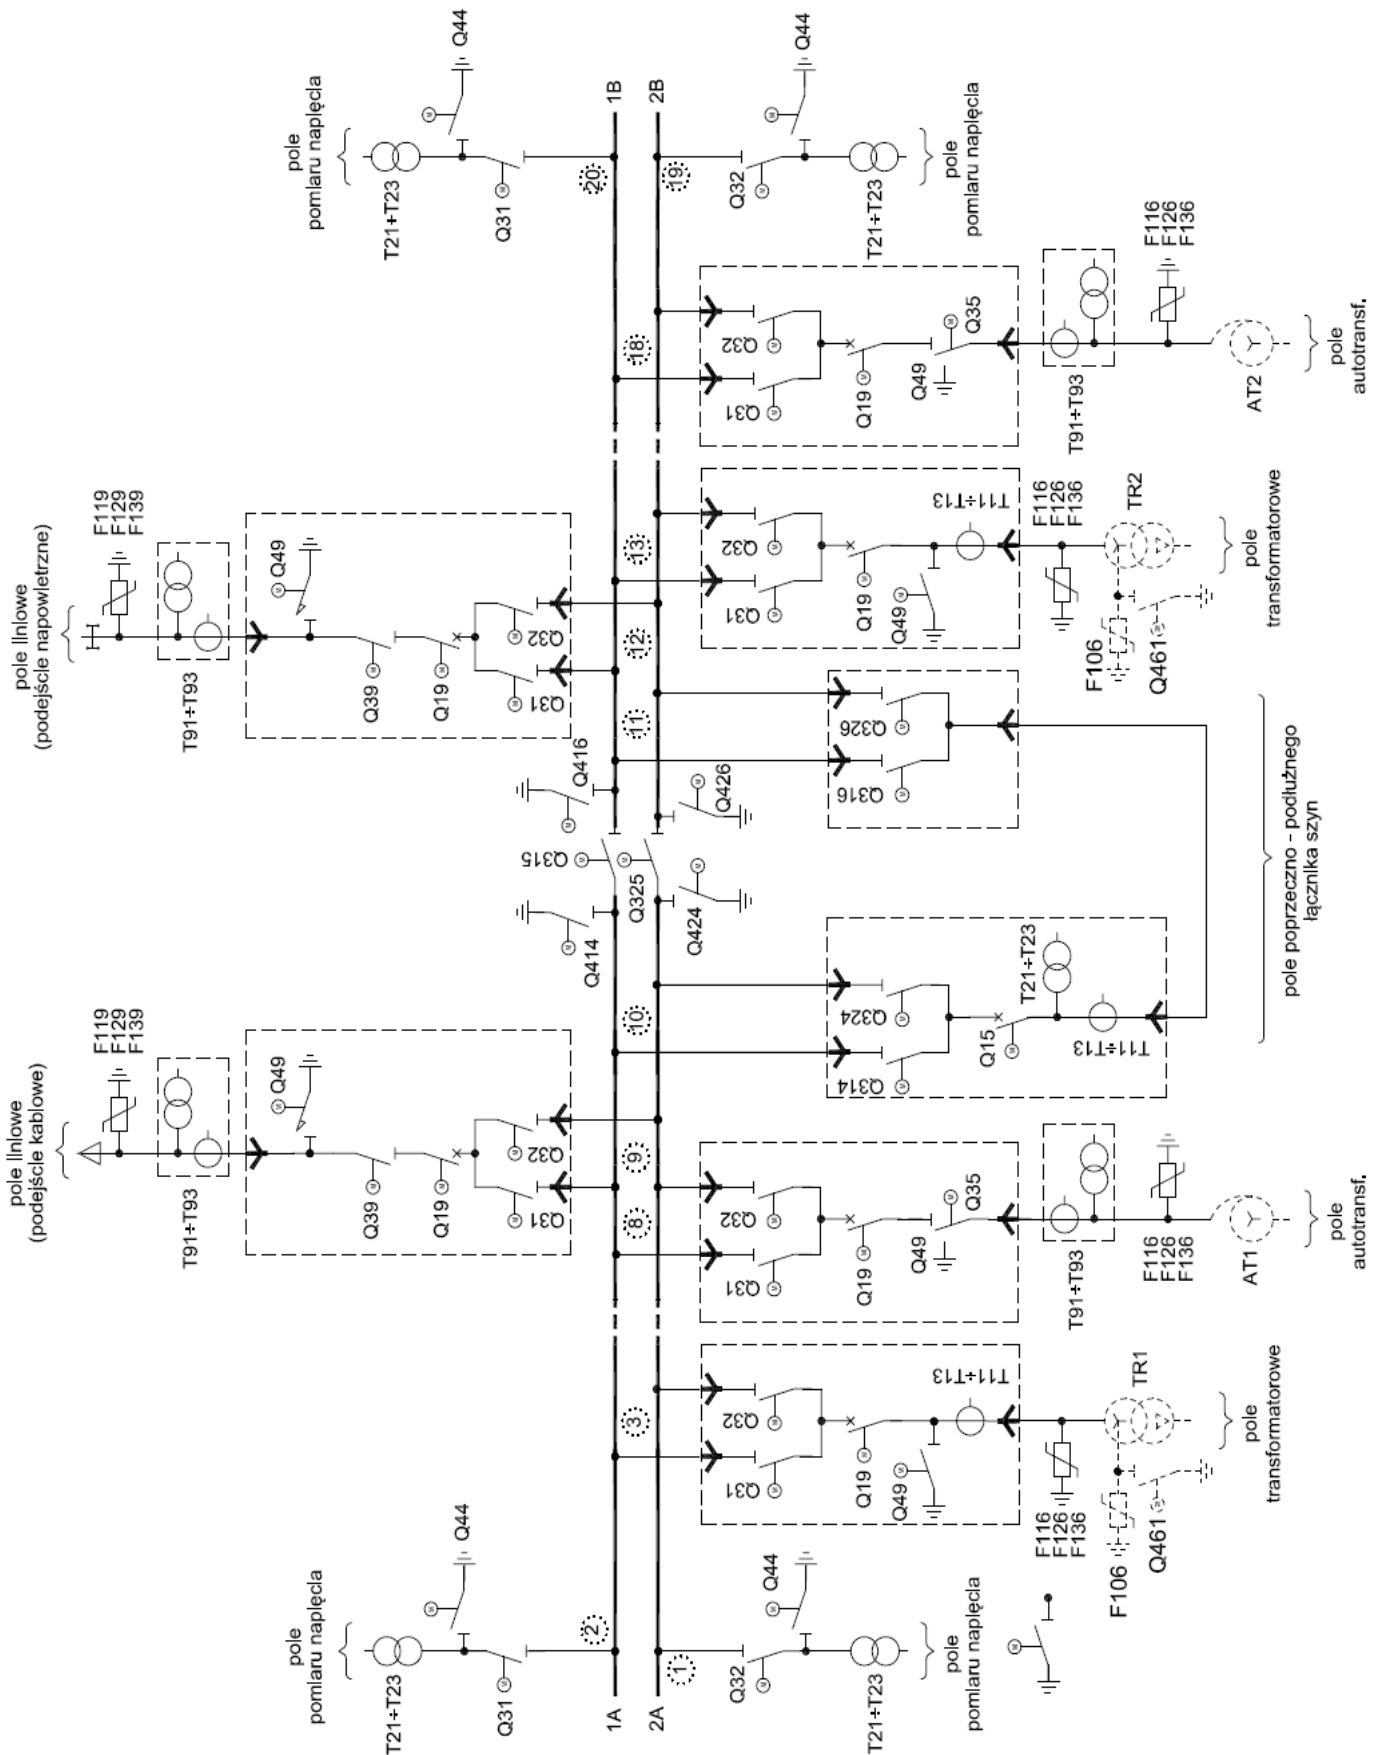 pole liniowe
(podejście kablowe)
F119
F129
F139
T91÷T93
Q49
Q39
Q19
Q31
Q32
pole liniowe
(podejście napowietrzne)
F119
F129
F139
T91÷T93
Q49
Q39
Q19
Q31
Q32
pole
pomiaru napięcia
T21÷T23
Q44
Q31
pole
pomiaru napięcia
T21÷T23
Q44
Q31
Q414
Q315
Q416
2
20
1A
1B
3
8
9
10
11
12
13
18
Q325
2A
2B
1
19
Q424
Q426
Q32
Q44
T21÷T23
pole
pomiaru napięcia
Q31
Q32
Q19
Q49
T11÷T13
F116
F126
F136
F106
Q461
TR1
pole
transformatorowe
Q31
Q32
Q19
Q49
Q35
T91÷T93
F116
F126
F136
AT1
pole
autotransf.
Q314
Q324
Q15
T21÷T23
T11÷T13
Q316
Q326
pole poprzeczno - podłużnego
łącznika szyn
Q31
Q32
Q19
Q49
T11÷T13
F116
F126
F136
F106
Q461
TR2
pole
transformatorowe
Q31
Q32
Q19
Q49
Q35
T91÷T93
F116
F126
F136
AT2
pole
autotransf.
Q32
Q44
T21÷T23
pole
pomiaru napięcia